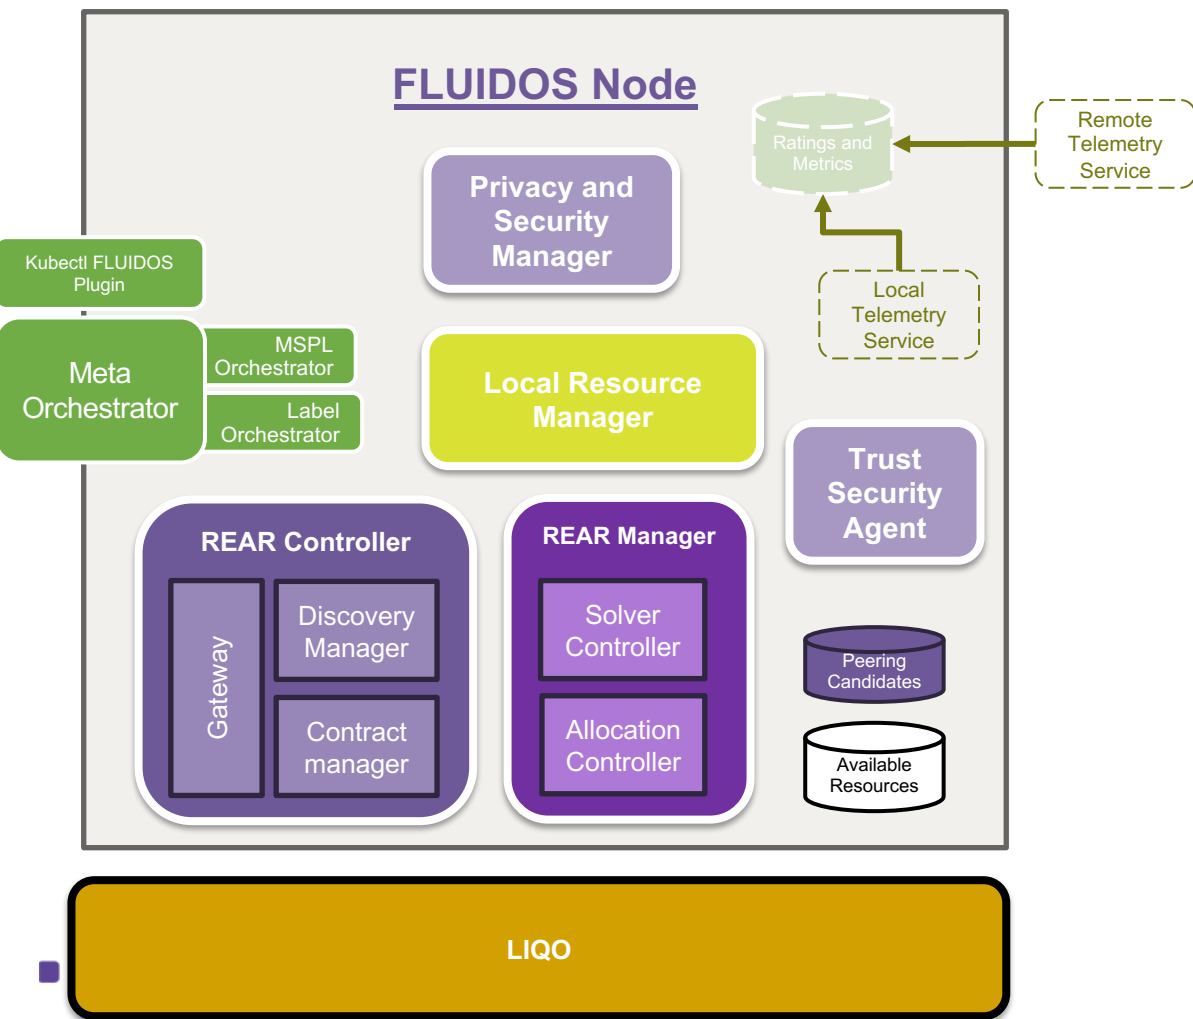 FLUIDOS Node
Ratings and
Metrics
Remote
Telemetry
Service
Privacy and
Security
Manager
Kubectl FLUIDOS
Plugin
Local
Telemetry
Service
Meta
Orchestrator
MSPL
Orchestrator
Label
Orchestrator
Local Resource
Manager
Trust
Security
Agent
REAR Controller
Gateway
Discovery
Manager
Contract
manager
REAR Manager
Solver
Controller
Allocation
Controller
Peering
Candidates
Available
Resources
LIQO